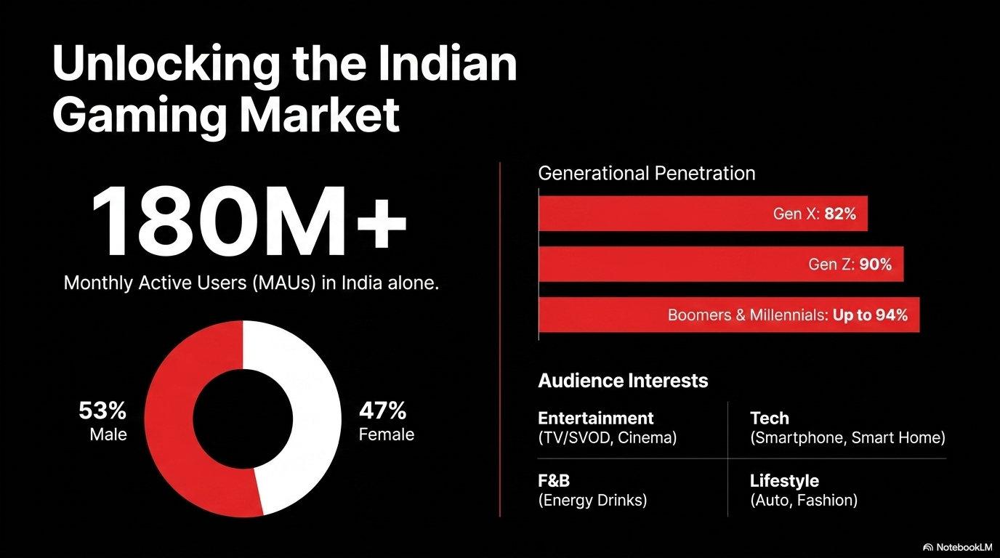 Unlocking the Indian
Gaming Market
180M+
Monthly Active Users (MAUs) in India alone.
53%
Male
47%
Female
Generational Penetration
Gen X: 82%
Gen Z: 90%
Boomers & Millennials: Up to 94%
Audience Interests
Entertainment
(TV/SVOD, Cinema)
Tech
(Smartphone, Smart Home)
F&B
(Energy Drinks)
Lifestyle
(Auto, Fashion)
NotebookLM